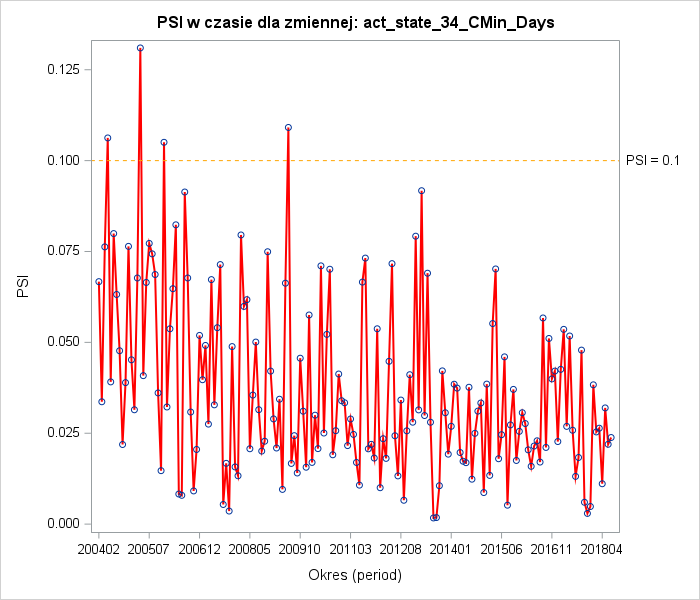 PSI w czasie dla zmiennej: act_state_34_CMin_Days
0.125
0.100
0.075
0.050
0.025
0.000
PSI
PSI = 0.1
200402 200507 200612 200805 200910 201103 201208 201401 201506 201611 201804
Okres (period)